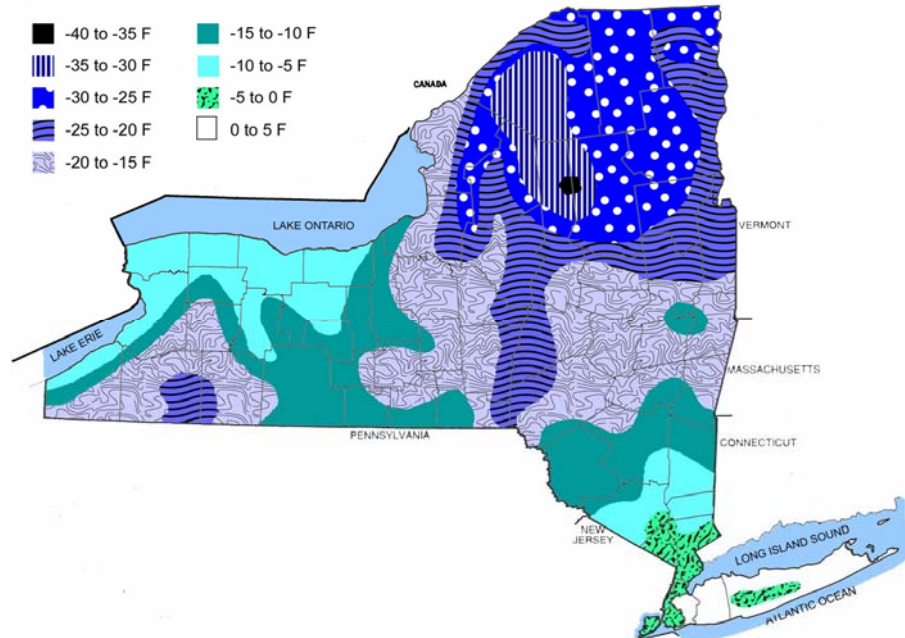 -40 to -35 F
-35 to -30 F
-30 to -25 F
-25 to -20 F
-20 to -15 F
-15 to -10 F
-10 to -5 F
-5 to 0 F
0 to 5 F
CANADA
LAKE ONTARIO
VERMONT
LAKE ERIE
MASSACHUSETTS
PENNSYLVANIA
CONNECTICUT
NEW
JERSEY
LONG ISLAND SOUND
ATLANTIC OCEAN